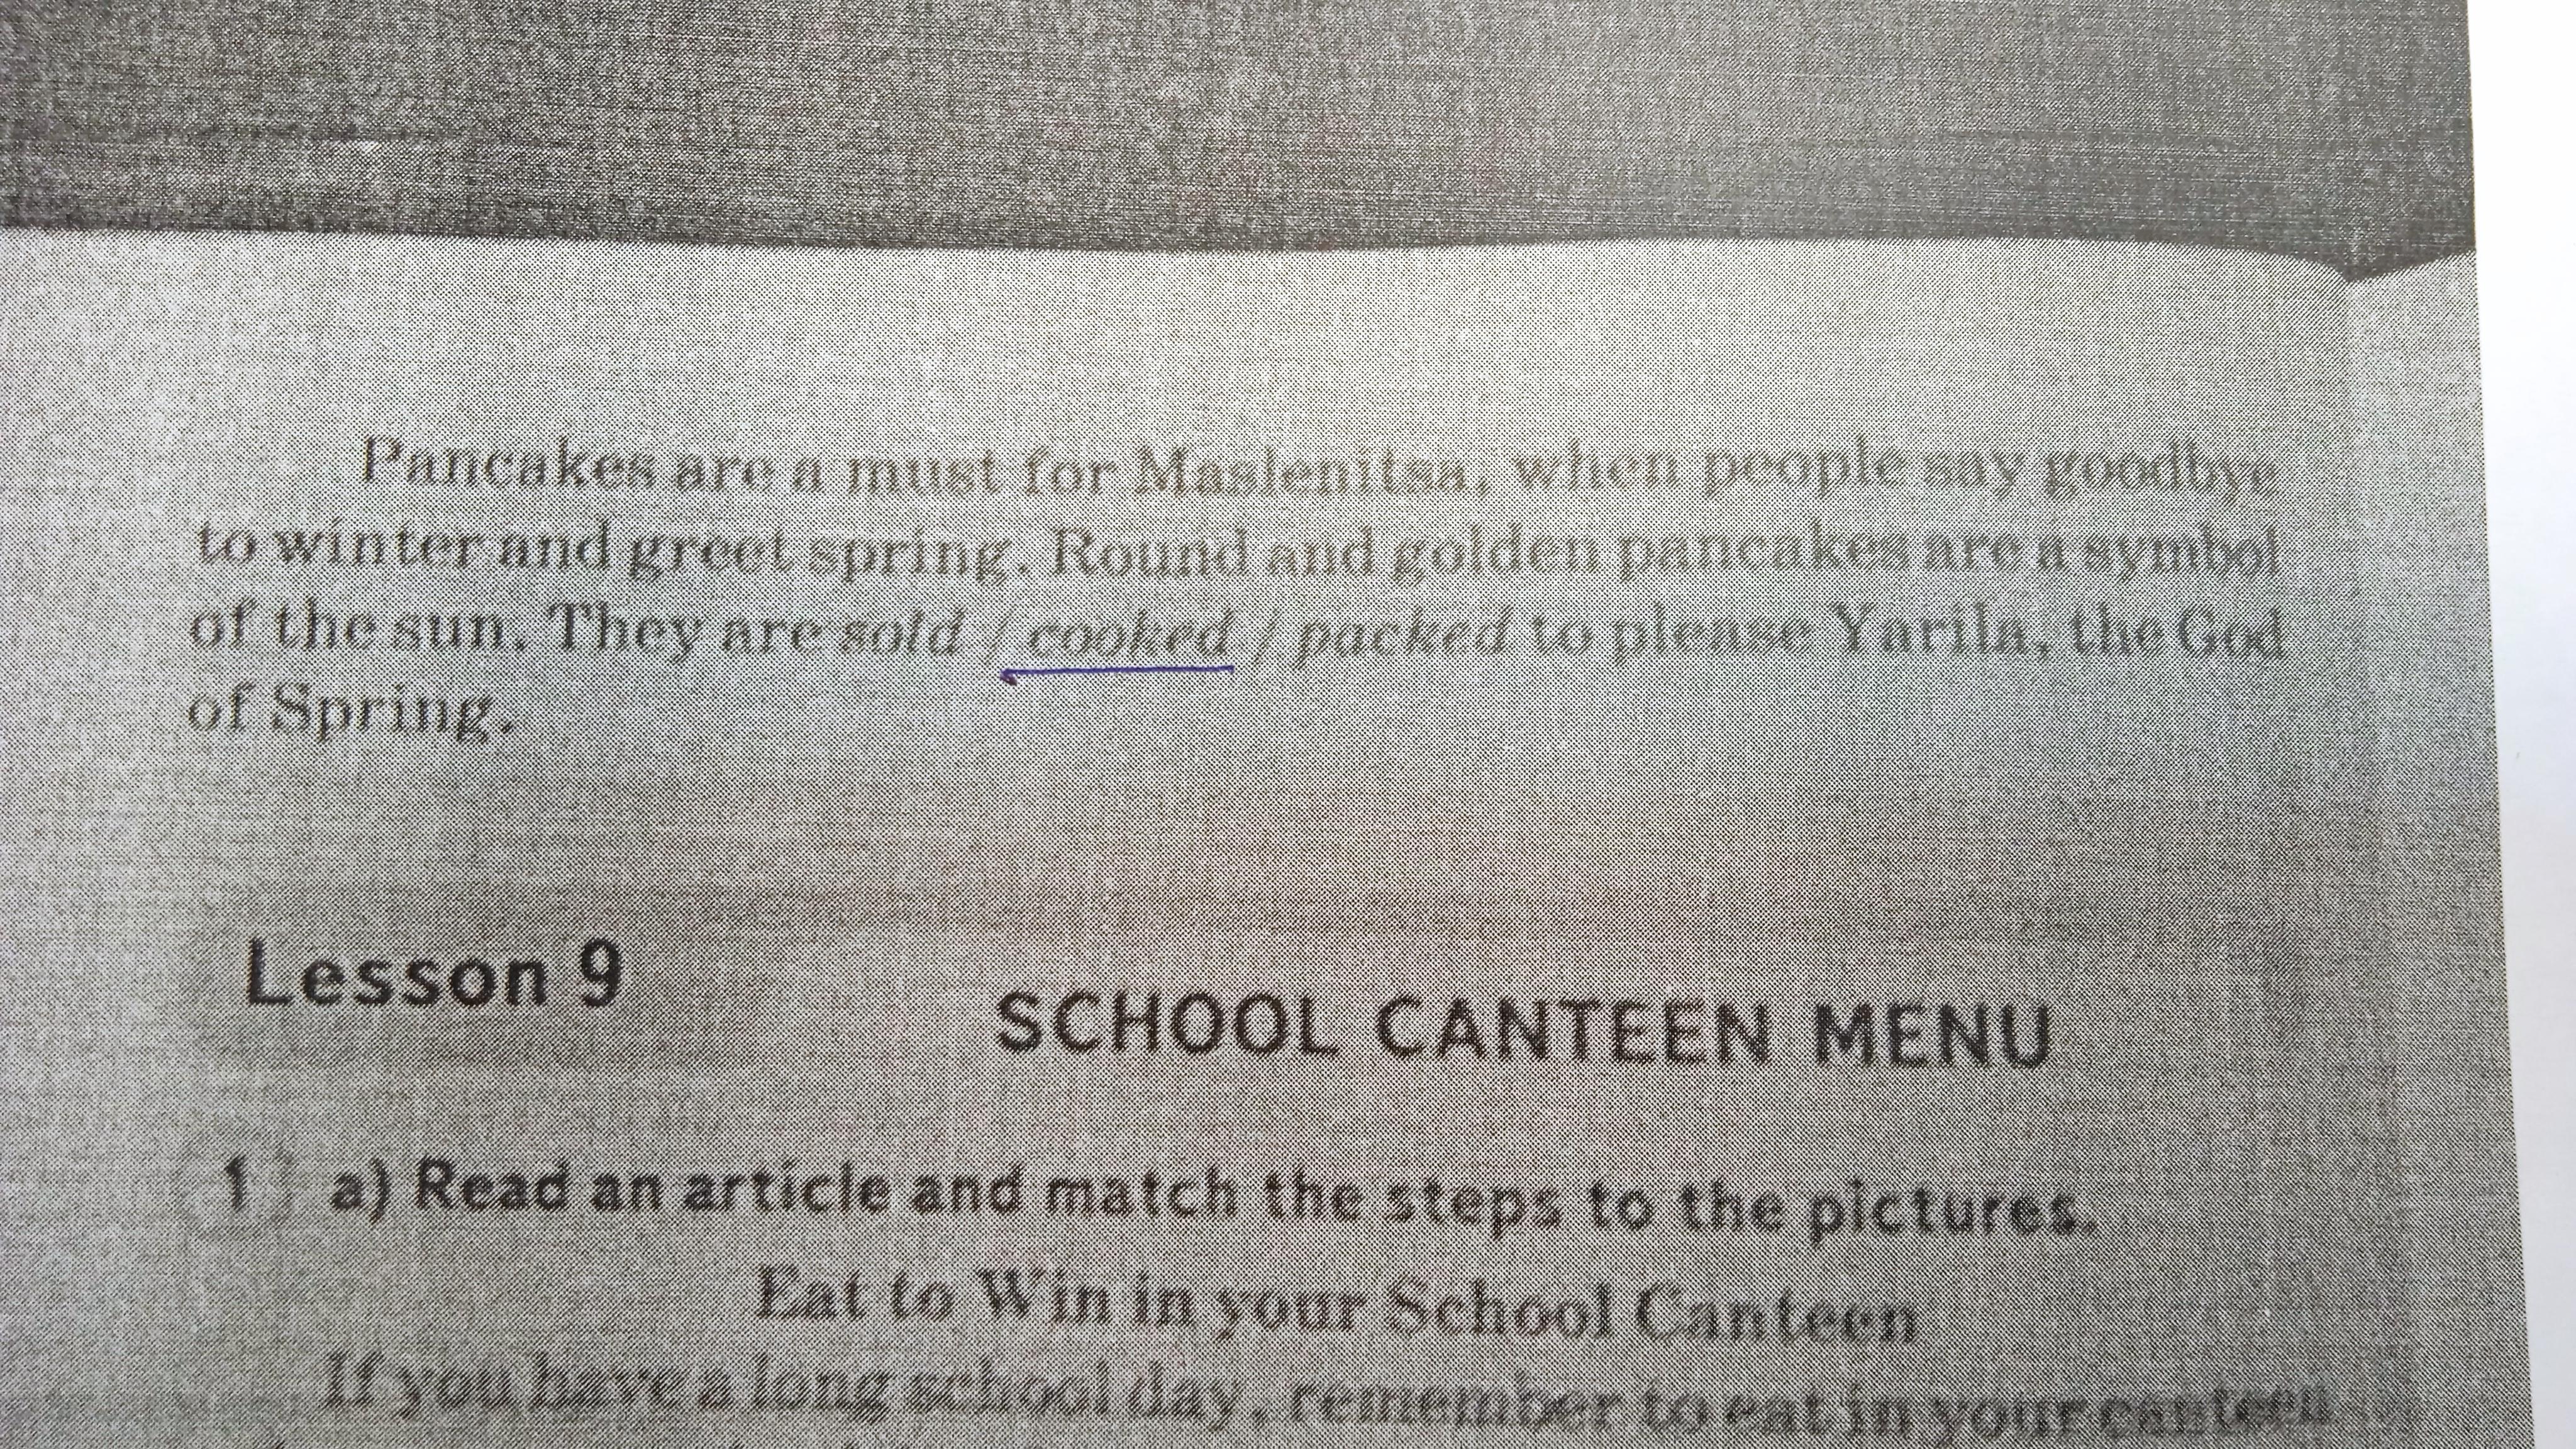 Pancakes are a must for Maslenitsa, when people say goodbye
to winter and greet spring. Round and golden pancakes are a symbol
of the sun. They are sold / cooked / packed to please Yarila, the God
of Spring.
Lesson 9
SCHOOL CANTEEN MENU
1 a) Read an article and match the steps to the pictures.
Eat to Win in your School Canteen
If you have a long school day, remember to eat in your canteen